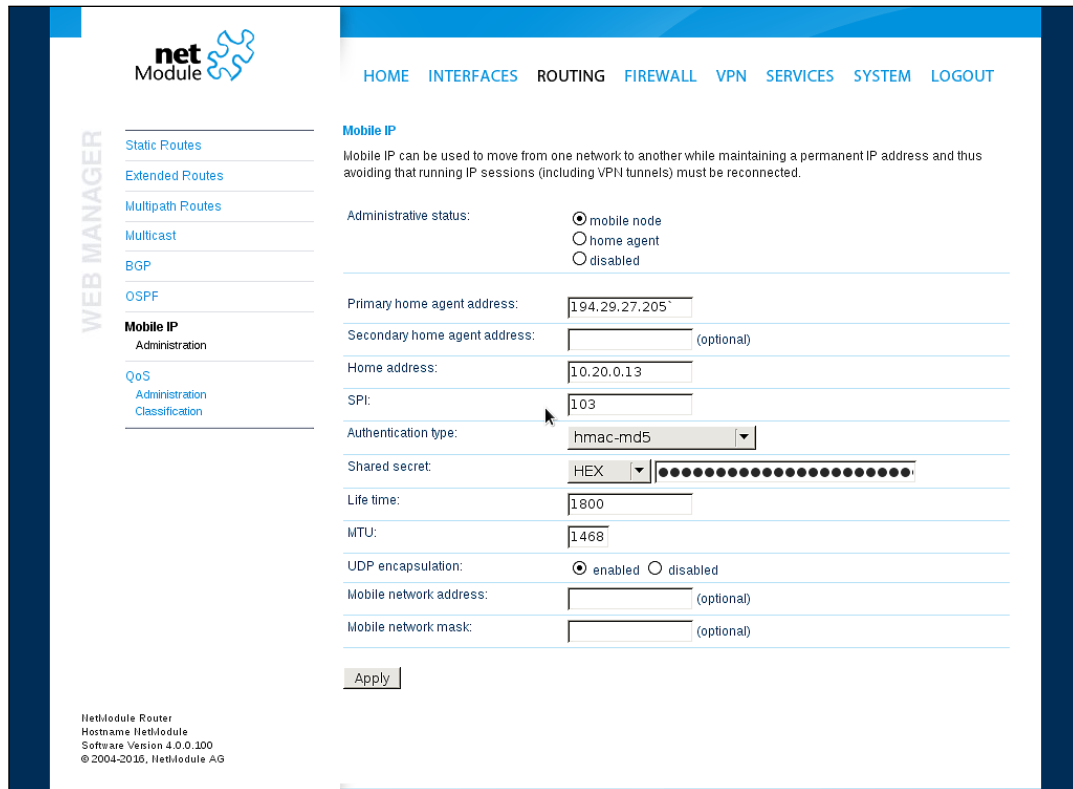 net
Module
HOME INTERFACES ROUTING FIREWALL VPN SERVICES SYSTEM LOGOUT
WEB MANAGER
Static Routes
Extended Routes
Multipath Routes
Multicast
BGP
OSPF
Mobile IP
Administration
QoS
Administration
Classification
Mobile IP
Mobile IP can be used to move from one network to another while maintaining a permanent IP address and thus
avoiding that running IP sessions (including VPN tunnels) must be reconnected.
Administrative status:
mobile node
home agent
disabled
Primary home agent address: 194.29.27.205`
Secondary home agent address: (optional)
Home address: 10.20.0.13
SPI: 103
Authentication type: hmac-md5
Shared secret: HEX
Life time: 1800
MTU: 1468
UDP encapsulation: enabled disabled
Mobile network address: (optional)
Mobile network mask: (optional)
Apply
NetModule Router
Hostname NetModule
Software Version 4.0.0.100
© 2004-2016, NetModule AG